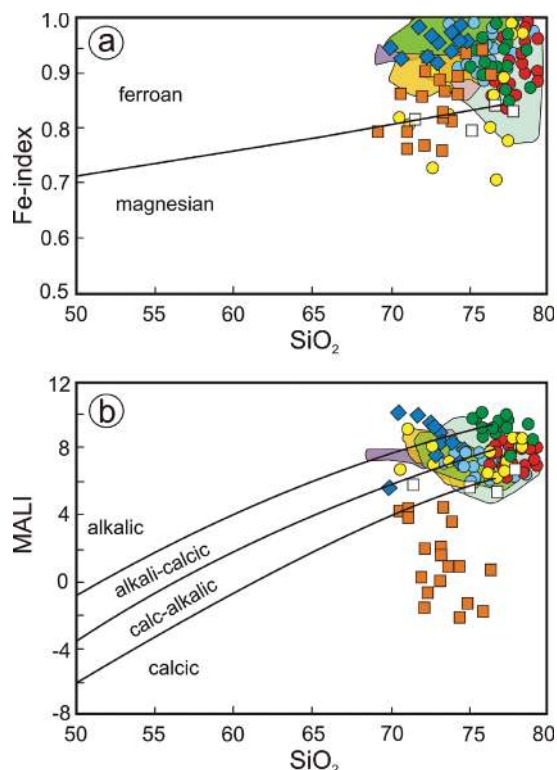 a
1.0
0.9
0.8
0.7
0.6
0.5
Fe-index
ferroan
magnesian
50
55
60
65
70
75
80
SiO2
b
12
8
4
0
-4
-8
MALI
alkalic
alkali-calcic
calc-alkalic
calcic
50
55
60
65
70
75
80
SiO2